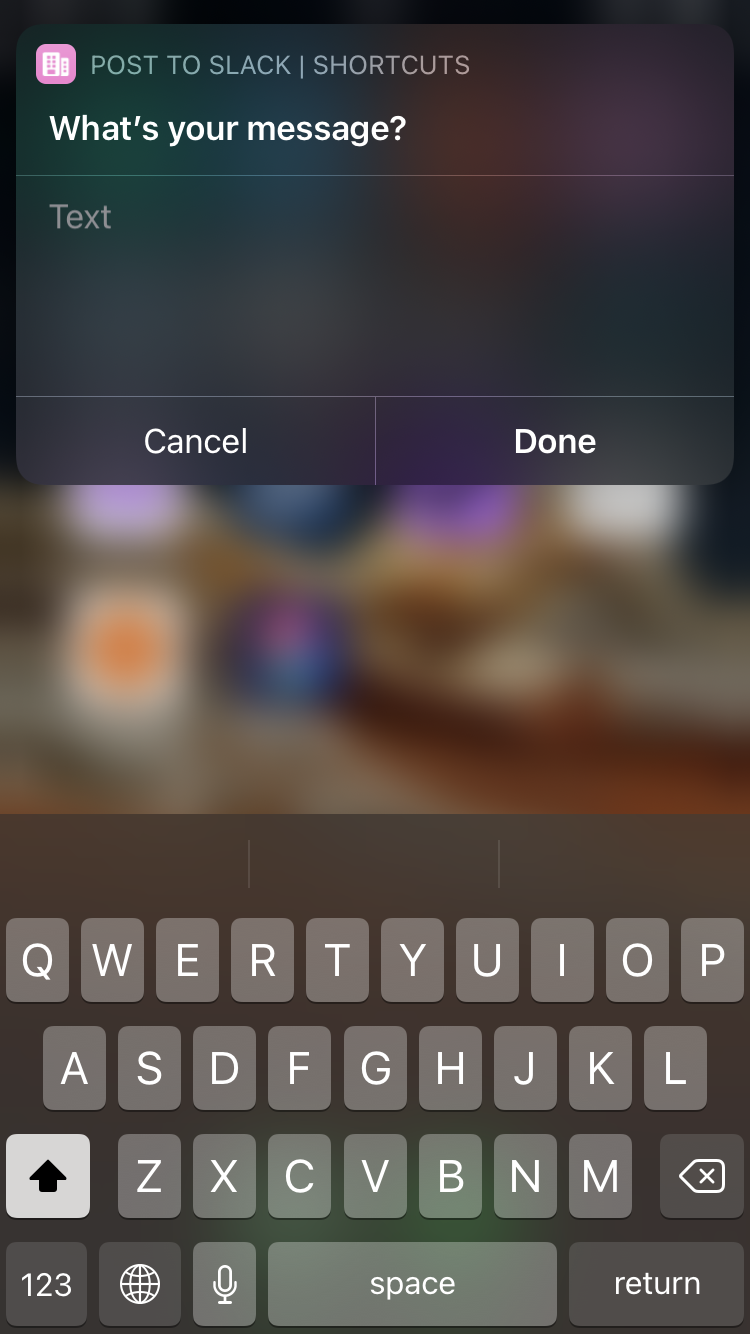 POST TO SLACK | SHORTCUTS
What's your message?
Text
Cancel Done
Q W E R T Y U I O P
A S D F G H J K L
Z X C V B N M
123 space return